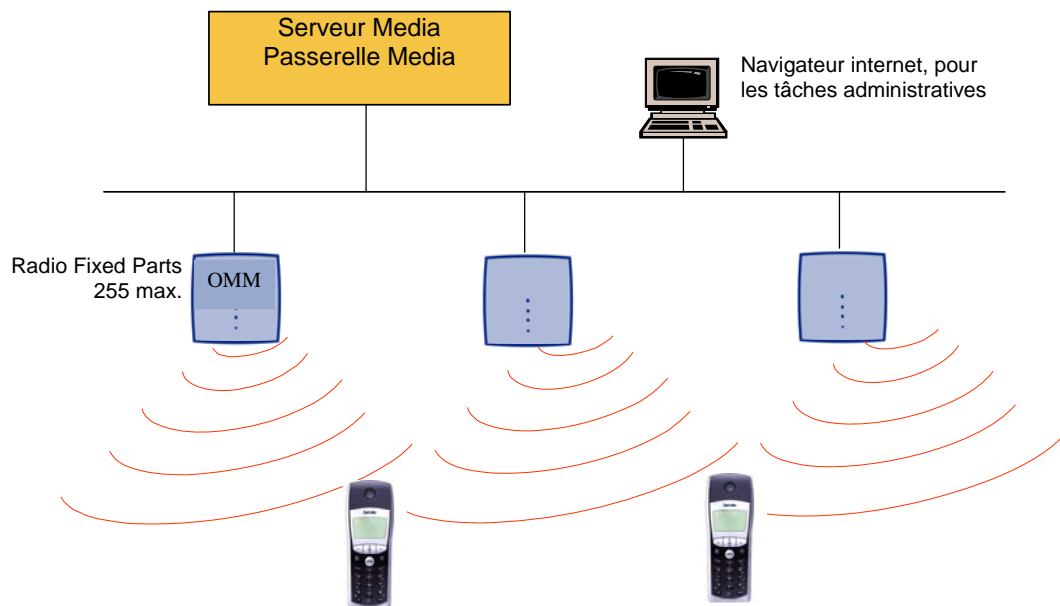 Serveur Media
Passerelle Media
Navigateur internet, pour
les tâches administratives
Radio Fixed Parts
255 max.
OMM